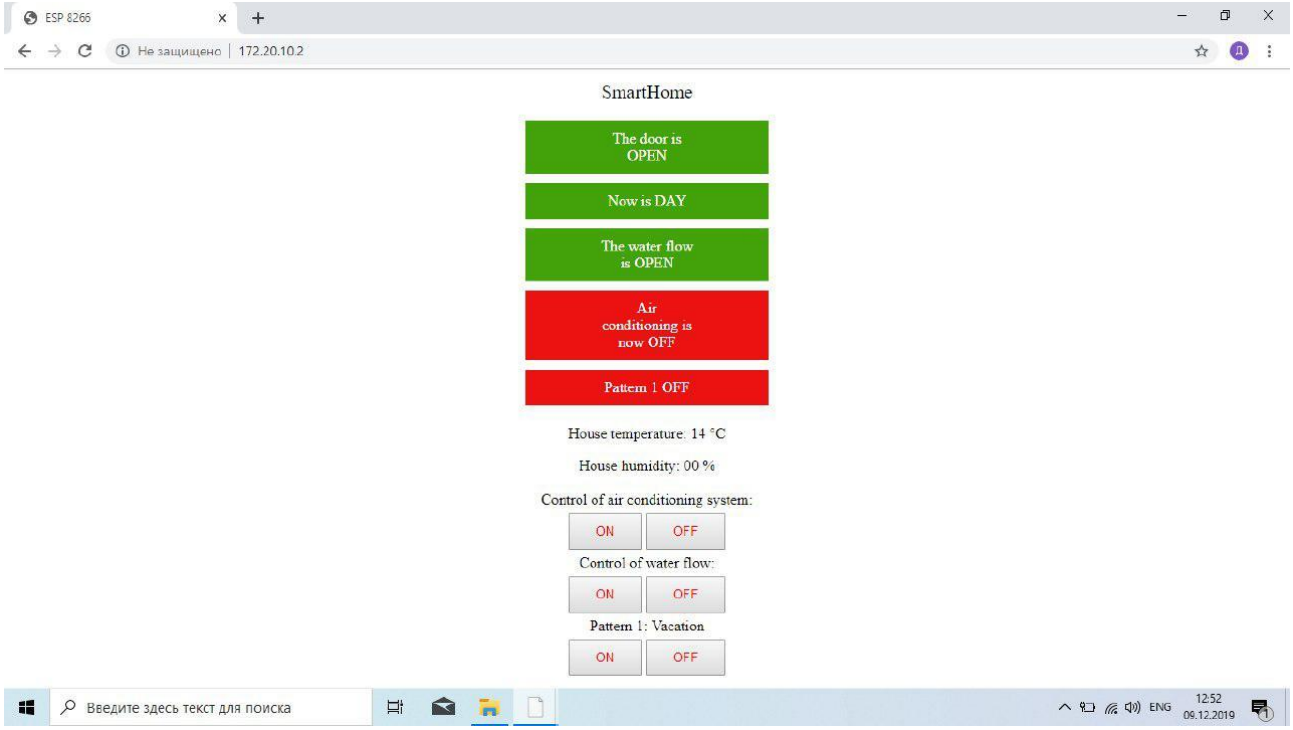 ESP 8266
Не защищено | 172.20.10.2
Д
SmartHome
The door is
OPEN
Now is DAY
The water flow
is OPEN
Air
conditioning is
now OFF
Pattern 1 OFF
House temperature: 14 °C
House humidity: 00 %
Control of air conditioning system:
ON OFF
Control of water flow:
ON OFF
Pattern 1: Vacation
ON OFF
Введите здесь текст для поиска
ENG
12:52
09.12.2019
1